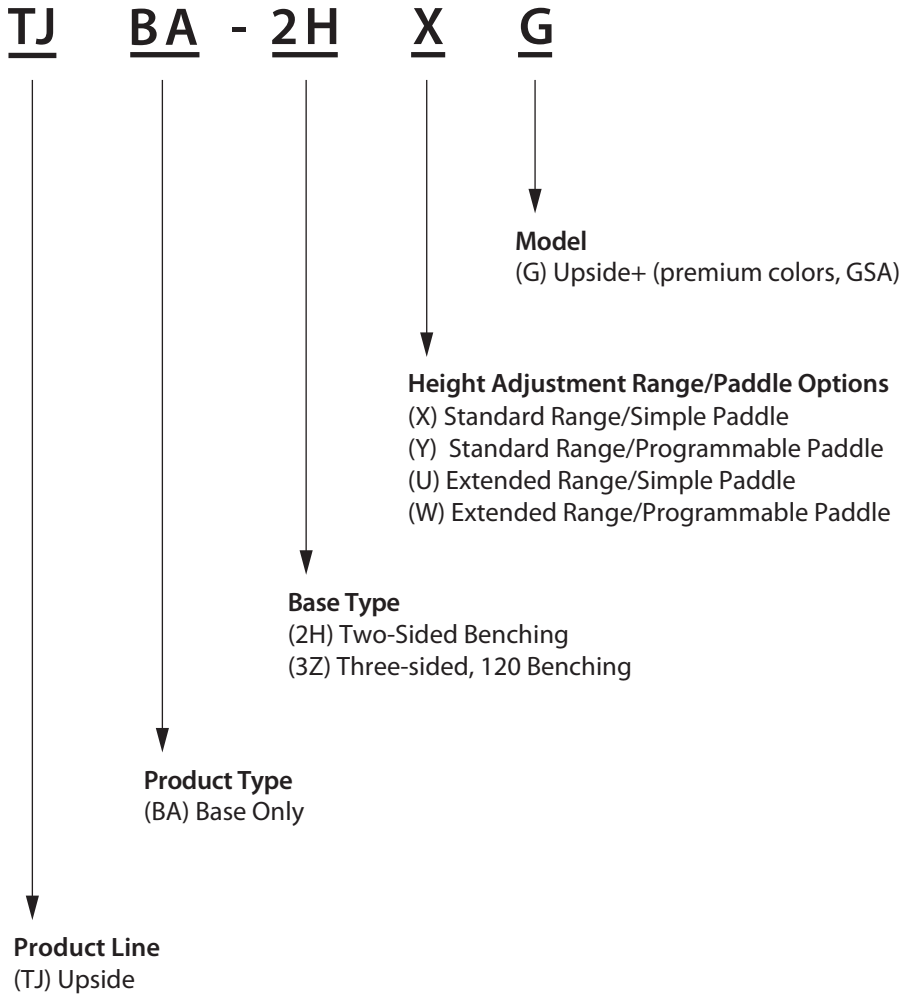 TJ BA - 2H X G
Model
(G) Upside+ (premium colors, GSA)
Height Adjustment Range/Paddle Options
(X) Standard Range/Simple Paddle
(Y) Standard Range/Programmable Paddle
(U) Extended Range/Simple Paddle
(W) Extended Range/Programmable Paddle
Base Type
(2H) Two-Sided Benching
(3Z) Three-sided, 120 Benching
Product Type
(BA) Base Only
Product Line
(TJ) Upside